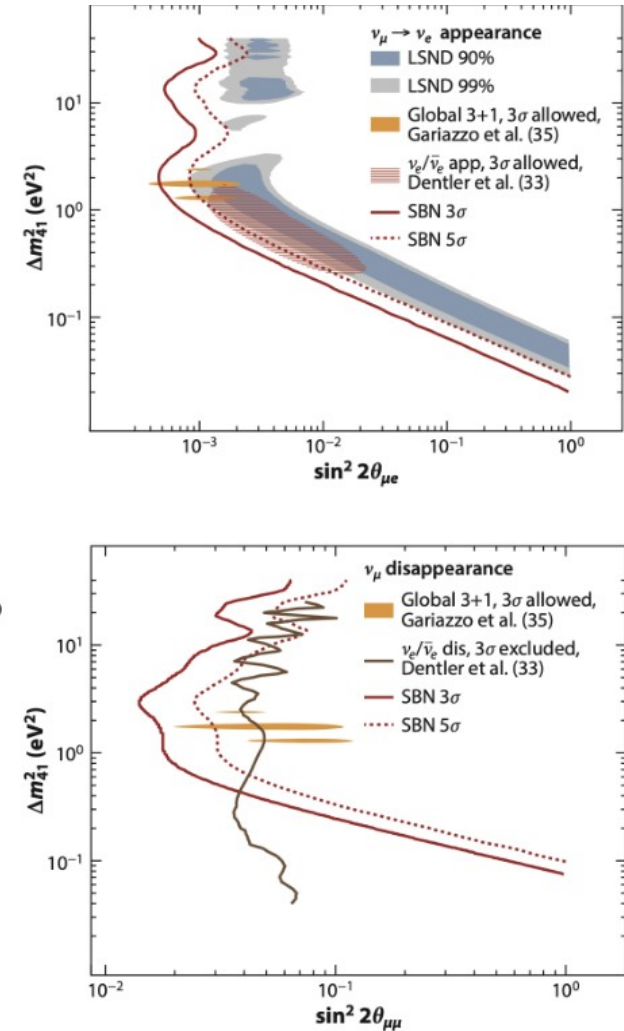 νμ → νe appearance
LSND 90%
LSND 99%
Global 3+1, 3σ allowed,
Gariazzo et al. (35)
νe/ν̄e app, 3σ allowed,
Dentler et al. (33)
SBN 3σ
SBN 5σ
Δm²41 (eV²)
10¹
10⁰
10⁻¹
10⁻³
10⁻²
10⁻¹
10⁰
sin² 2θμe
νμ disappearance
Global 3+1, 3σ allowed,
Gariazzo et al. (35)
νe/ν̄e dis, 3σ excluded,
Dentler et al. (33)
SBN 3σ
SBN 5σ
Δm²41 (eV²)
10¹
10⁰
10⁻¹
10⁻²
10⁻¹
10⁰
sin² 2θμμ